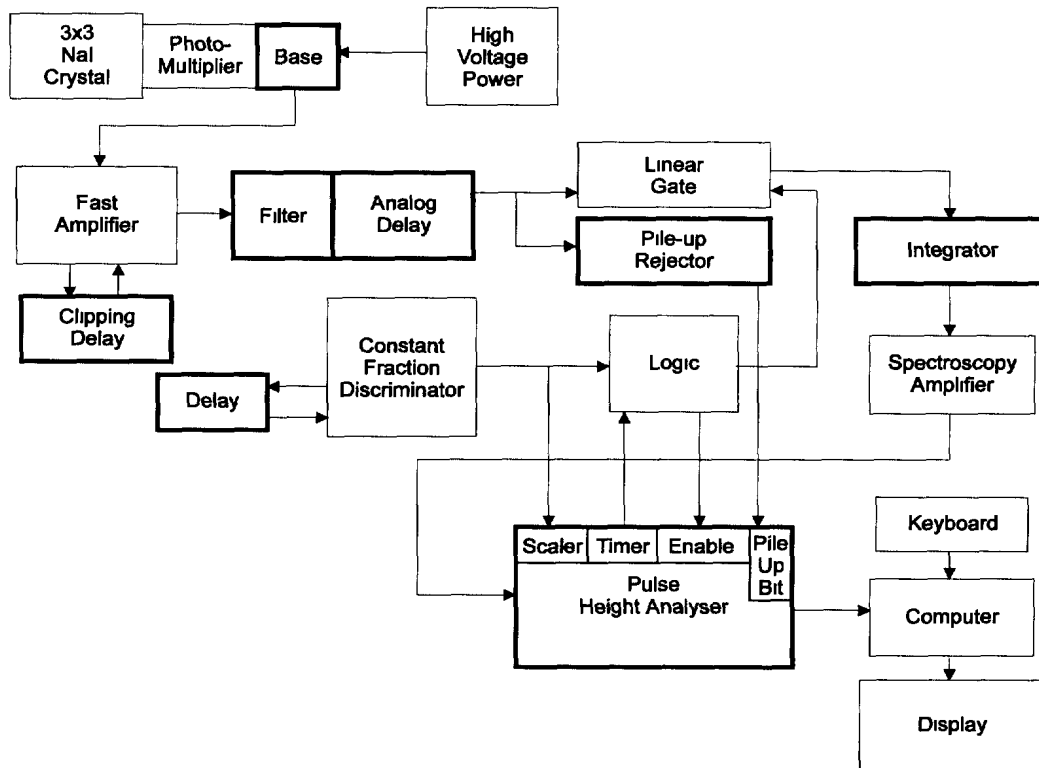 3x3
NaI
Crystal
Photo-
Multiplier
Base
High
Voltage
Power
Fast
Amplifier
Filter
Analog
Delay
Linear
Gate
Pile-up
Rejector
Integrator
Clipping
Delay
Constant
Fraction
Discriminator
Delay
Logic
Spectroscopy
Amplifier
Scaler
Timer
Enable
Pile
Up
Bit
Pulse
Height Analyser
Keyboard
Computer
Display